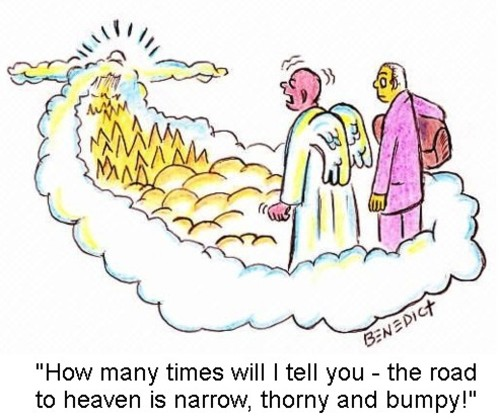 BENEDICT
"How many times will I tell you - the road
to heaven is narrow, thorny and bumpy!"